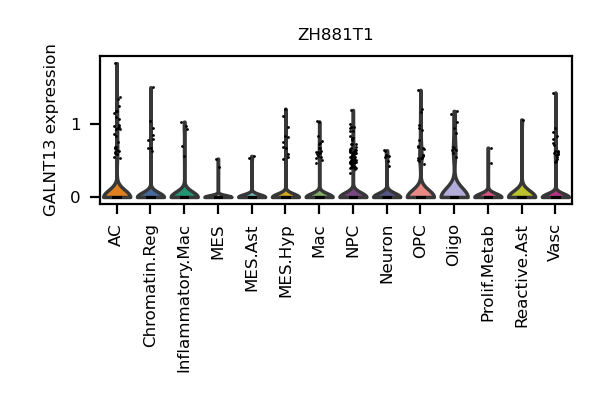 ZH881T1
GALNT13 expression
1
0
AC
Chromatin.Reg
Inflammatory.Mac
MES
MES.Ast
MES.Hyp
Mac
NPC
Neuron
OPC
Oligo
Prolif.Metab
Reactive.Ast
Vasc